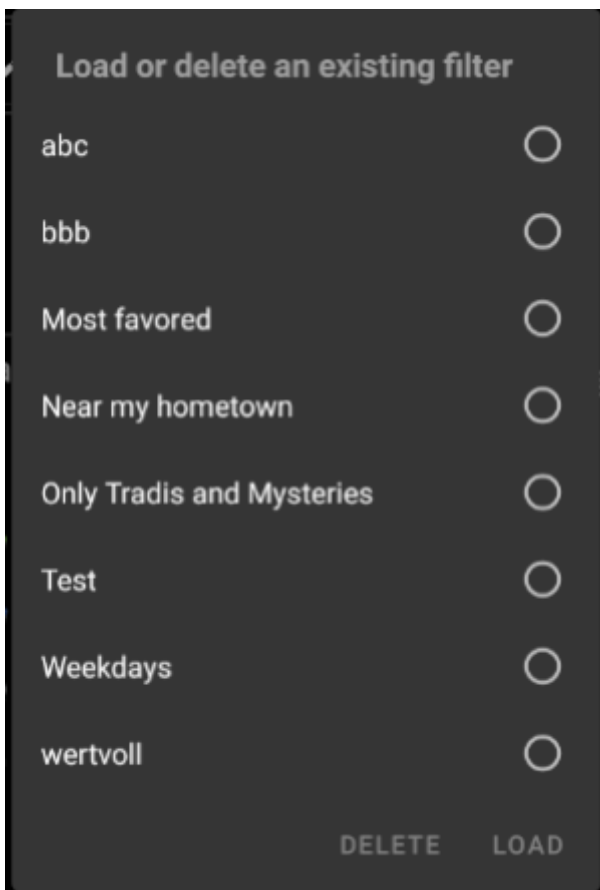 Load or delete an existing filter
abc
bbb
Most favored
Near my hometown
Only Tradis and Mysteries
Test
Weekdays
wertvoll
DELETE LOAD